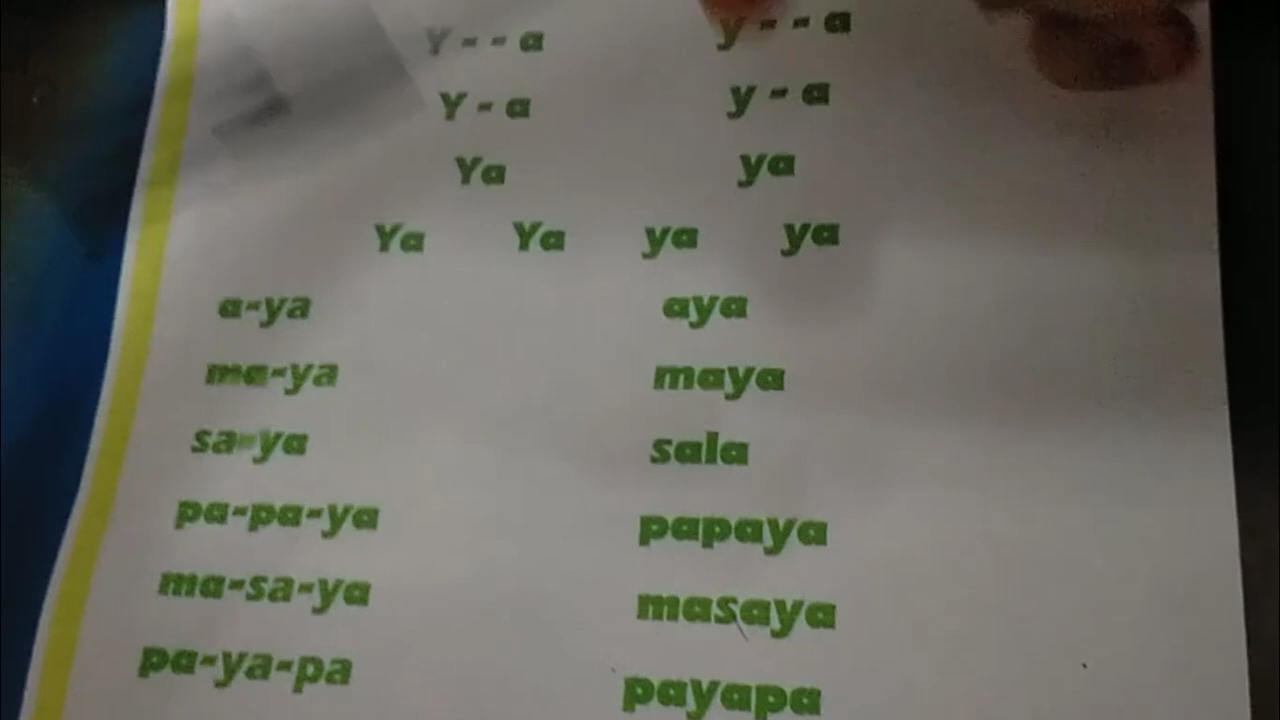 Y - - a y - - a
Y - a y - a
Ya ya
Ya Ya ya ya
a-ya aya
ma-ya maya
sa-ya sala
pa-pa-ya papaya
ma-sa-ya masaya
pa-ya-pa payapa